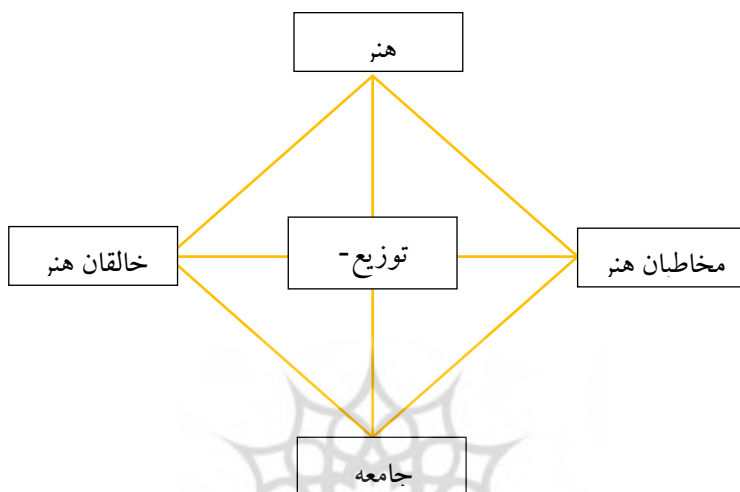 هنر
خالقان هنر
توزیع-
مخاطبان هنر
جامعه